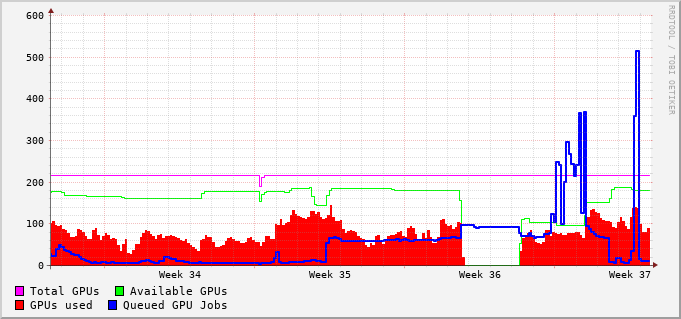 600
500
400
300
200
100
0
Week 34 Week 35 Week 36 Week 37
Total GPUs Available GPUs
GPUs used Queued GPU Jobs
RRDTOOL / TOBI OETIKER